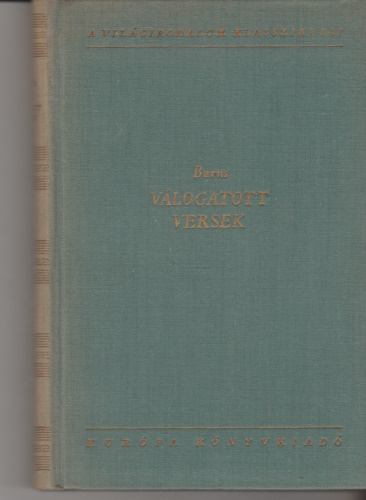 A VILÁGIRODALOM KLASSZIKUSAI
Burns
VÁLOGATOTT
VERSEK
EURÓPA KÖNYVKIADÓ